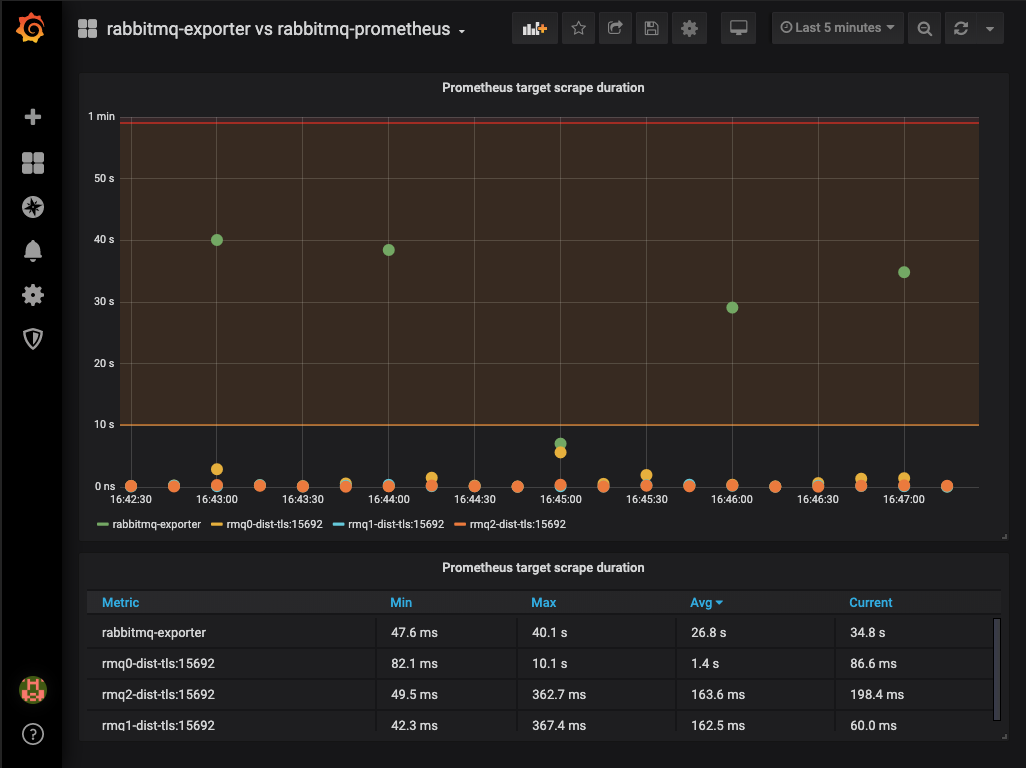 rabbitmq-exporter vs rabbitmq-prometheus
Last 5 minutes
Prometheus target scrape duration
1 min
50 s
40 s
30 s
20 s
10 s
0 ns
16:42:30 16:43:00 16:43:30 16:44:00 16:44:30 16:45:00 16:45:30 16:46:00 16:46:30 16:47:00
rabbitmq-exporter rmq0-dist-tls:15692 rmq1-dist-tls:15692 rmq2-dist-tls:15692
Prometheus target scrape duration
Metric Min Max Avg Current
rabbitmq-exporter 47.6 ms 40.1 s 26.8 s 34.8 s
rmq0-dist-tls:15692 82.1 ms 10.1 s 1.4 s 86.6 ms
rmq2-dist-tls:15692 49.5 ms 362.7 ms 163.6 ms 198.4 ms
rmq1-dist-tls:15692 42.3 ms 367.4 ms 162.5 ms 60.0 ms
?